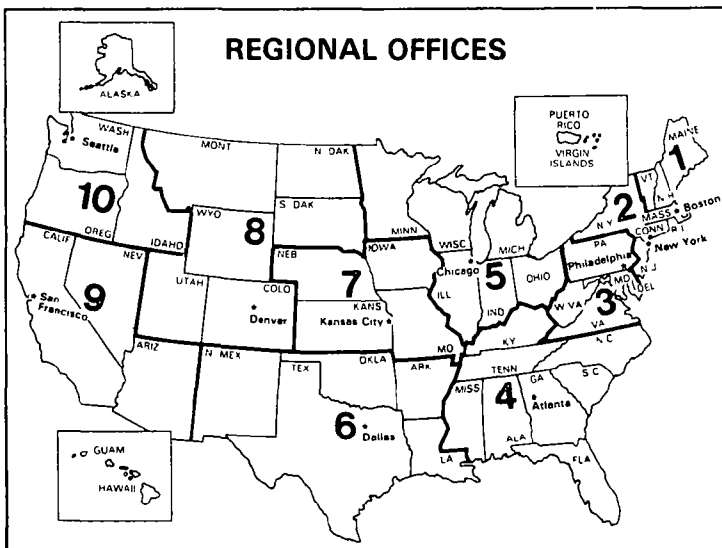 REGIONAL OFFICES
ALASKA
PUERTO
RICO
VIRGIN
ISLANDS
WASH
Seattle
MONT
N DAK
MAINE
1
VT
N H
10
OREG
IDAHO
WYO
8
S DAK
MINN
WISC
MICH
2
N Y
MASS
Boston
CONN
R I
New York
CALIF
NEV
NEB
IOWA
Chicago
5
OHIO
PA
Philadelphia
N J
MD
DEL
9
San
Francisco
UTAH
COLO
Denver
7
KANS
Kansas City
ILL
IND
W VA
3
VA
MO
KY
N C
ARIZ
N MEX
TEX
OKLA
ARK
TENN
S C
MISS
4
GA
Atlanta
6
Dallas
LA
ALA
FLA
GUAM
HAWAII